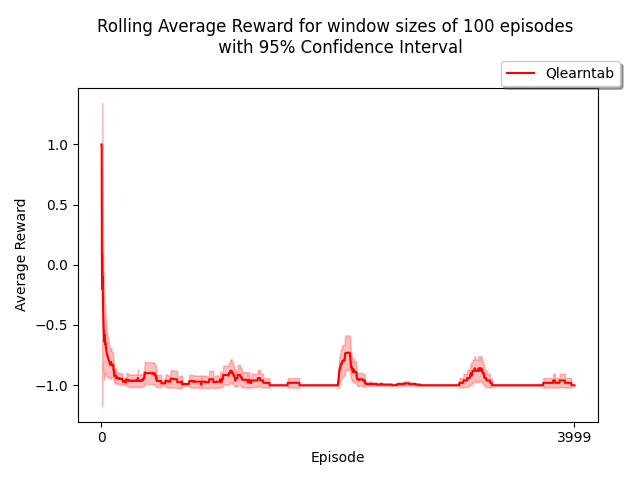 Rolling Average Reward for window sizes of 100 episodes
with 95% Confidence Interval
Qlearntab
1.0
0.5
0.0
−0.5
−1.0
Average Reward
0
3999
Episode